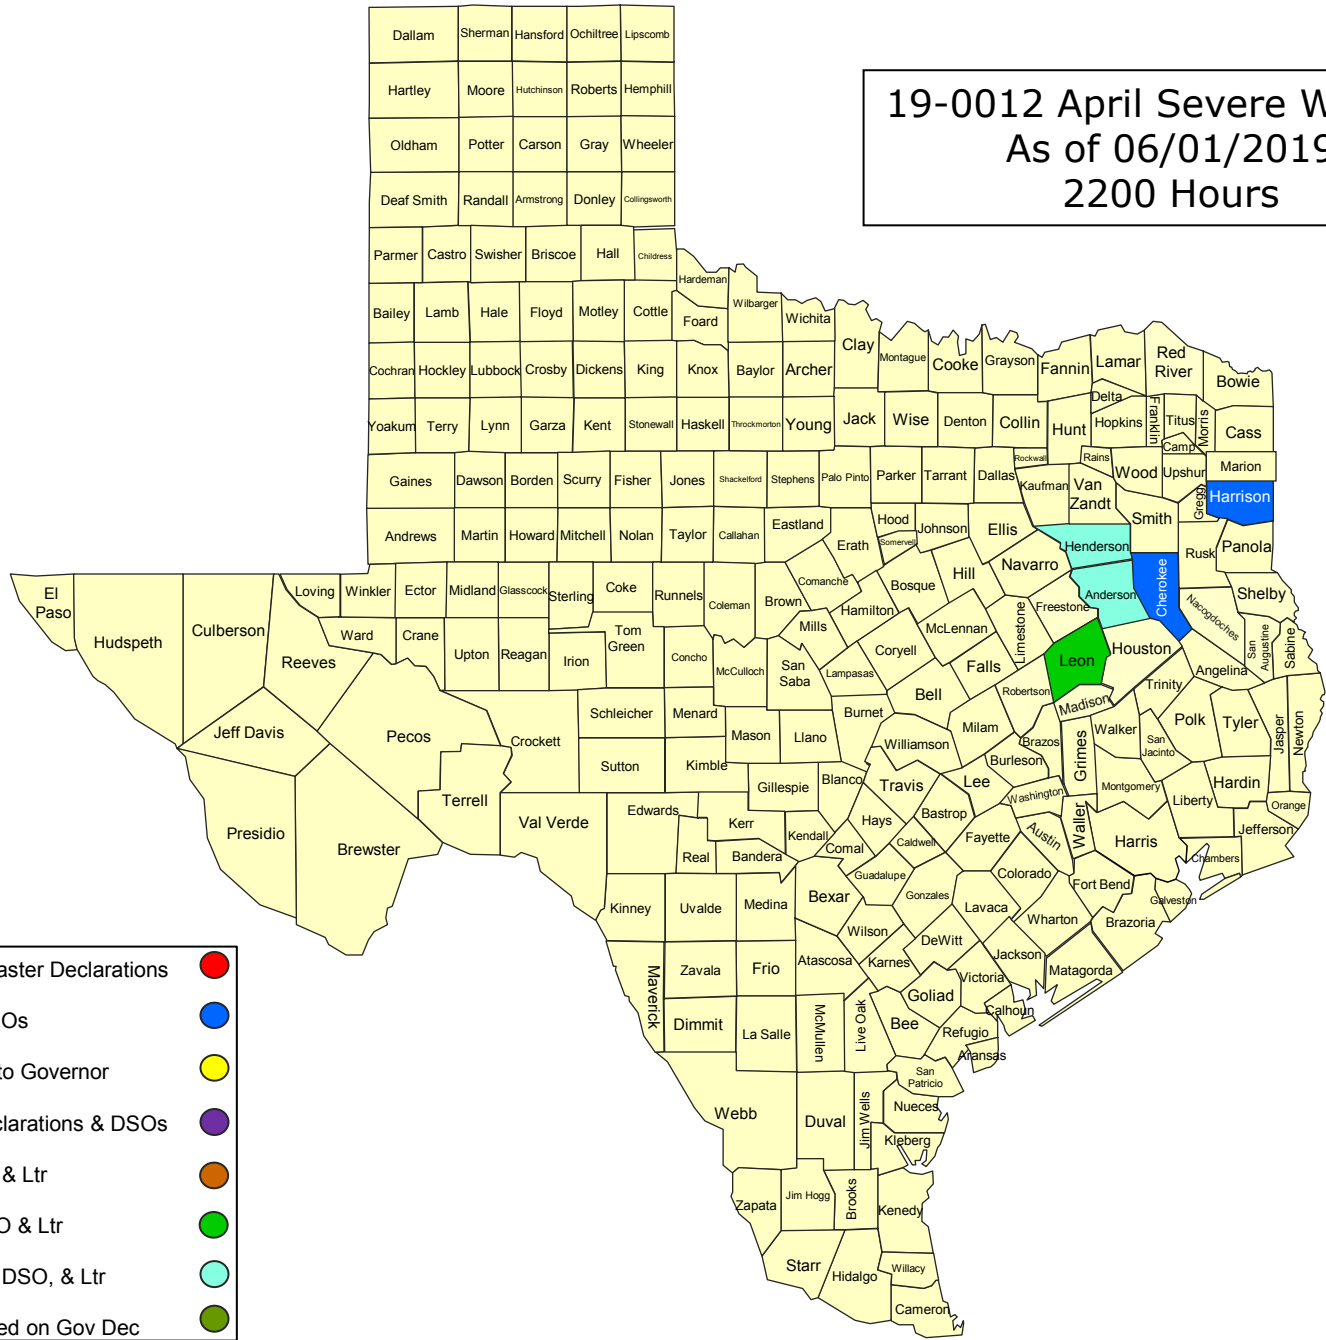 Dallam Sherman Hansford Ochiltree Lipscomb
Hartley Moore Hutchinson Roberts Hemphill
19-0012 April Severe W
As of 06/01/2019
2200 Hours
Oldham Potter Carson Gray Wheeler
Deaf Smith Randall Armstrong Donley Collingsworth
Parmer Castro Swisher Briscoe Hall Childress
Hardeman
Bailey Lamb Hale Floyd Motley Cottle Foard Wilbarger Wichita
Clay Montague Cooke Grayson Fannin Lamar Red River Bowie
Cochran Hockley Lubbock Crosby Dickens King Knox Baylor Archer
Delta
Yoakum Terry Lynn Garza Kent Stonewall Haskell Throckmorton Young Jack Wise Denton Collin Hunt Hopkins Franklin Titus Morris Cass
Camp
Rockwall Rains Wood Upshur Marion
Gaines Dawson Borden Scurry Fisher Jones Shackelford Stephens Palo Pinto Parker Tarrant Dallas Kaufman Van Zandt Gregg Harrison
Andrews Martin Howard Mitchell Nolan Taylor Callahan Eastland Erath Hood Somervell Johnson Ellis Henderson Smith Rusk Panola
El Paso Hudspeth Culberson Reeves Loving Winkler Ector Midland Glasscock Sterling Coke Runnels Coleman Brown Comanche Hamilton Bosque Hill Navarro Freestone Anderson Cherokee Nacogdoches Shelby
Ward Crane Upton Reagan Irion Tom Green Concho McCulloch San Saba Mills Lampasas Coryell McLennan Falls Limestone Leon Houston Angelina San Augustine Sabine
Jeff Davis Pecos Crockett Schleicher Menard Mason Llano Burnet Bell Milam Robertson Madison Trinity Walker San Jacinto Polk Tyler Jasper Newton
Terrell Sutton Kimble Gillespie Blanco Williamson Travis Lee Burleson Brazos Grimes Washington Montgomery Liberty Hardin Orange
Presidio Brewster Val Verde Edwards Kerr Real Bandera Kendall Comal Hays Caldwell Bastrop Fayette Austin Waller Harris Jefferson Chambers
Kinney Uvalde Medina Bexar Guadalupe Gonzales Lavaca Colorado Wharton Fort Bend Brazoria Galveston
Maverick Zavala Frio Atascosa Wilson Karnes DeWitt Victoria Jackson Matagorda
Dimmit La Salle McMullen Live Oak Bee Goliad Refugio Calhoun Aransas
San Patricio
Webb Duval Jim Wells Nueces Kleberg
Zapata Jim Hogg Brooks Kenedy
Starr Hidalgo Willacy
Cameron
aster Declarations
Os
to Governor
clarations & DSOs
& Ltr
O & Ltr
DSO, & Ltr
ed on Gov Dec